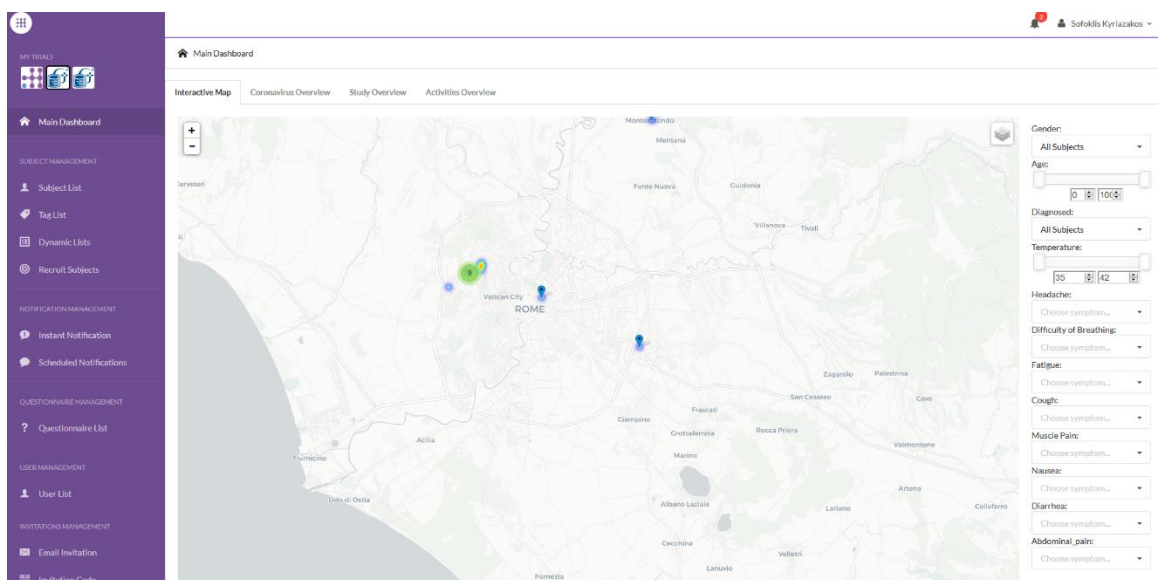 2
Sofoklis Kyriazakos
MY TRIALS
Main Dashboard
SUBJECT MANAGEMENT
Subject List
Tag List
Dynamic Lists
Recruit Subjects
NOTIFICATION MANAGEMENT
Instant Notification
Scheduled Notifications
QUESTIONNAIRE MANAGEMENT
? Questionnaire List
USER MANAGEMENT
User List
INVITATIONS MANAGEMENT
Email Invitation
Invitation Code
Main Dashboard
Interactive Map Coronavirus Overview Study Overview Activities Overview
+
-
Mentana
Cerveteri
Fonte Nuova
Guidonia
Villanova
Tivoli
9
Vatican City
ROME
Zagarolo
Palestrina
San Cesareo
Cave
Ciampino
Frascati
Grottaferrata
Rocca Priora
Acilia
Marino
Valmontone
Fiumicino
Lido di Ostia
Albano Laziale
Artena
Lariano
Colleferro
Cecchina
Velletri
Lanuvio
Pomezia
Gender:
All Subjects
Age:
0 100
Diagnosed:
All Subjects
Temperature:
35 42
Headache:
Choose symptom...
Difficulty of Breathing:
Choose symptom...
Fatigue:
Choose symptom...
Cough:
Choose symptom...
Muscle Pain:
Choose symptom...
Nausea:
Choose symptom...
Diarrhea:
Choose symptom...
Abdominal_pain:
Choose symptom...